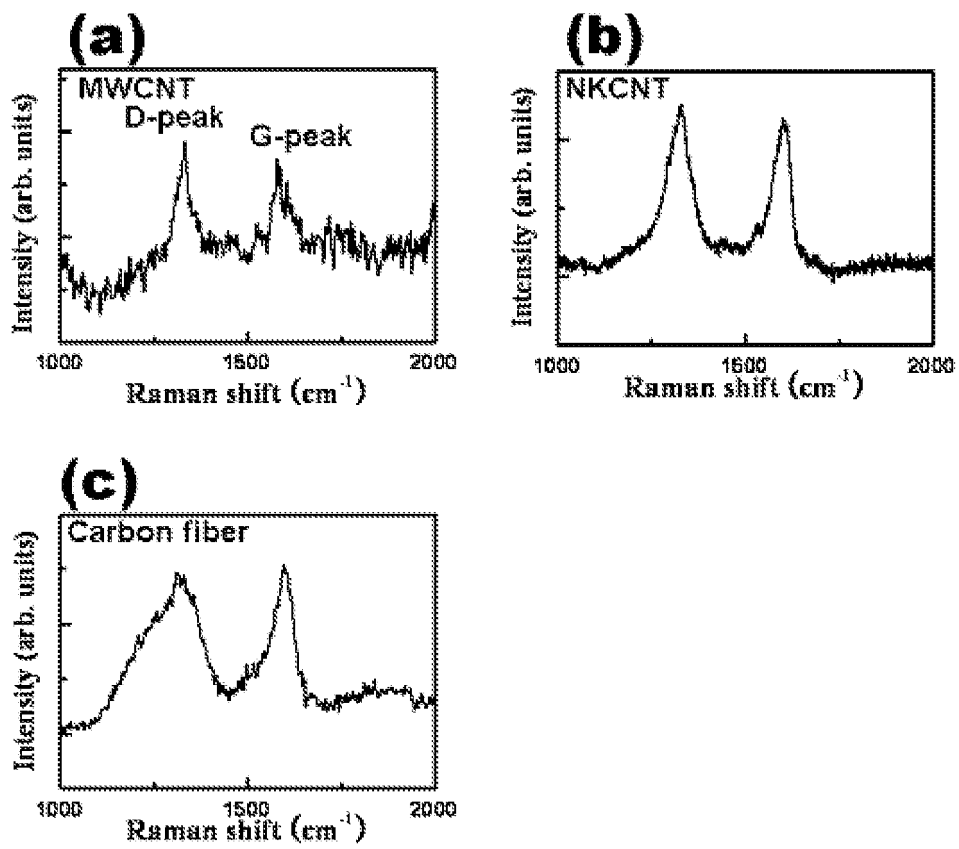 (a)
MWCNT
D-peak
G-peak
Intensity (arb. units)
1000 1500 2000
Raman shift (cm-1)
(b)
NKCNT
Intensity (arb. units)
1000 1500 2000
Raman shift (cm-1)
(c)
Carbon fiber
Intensity (arb. units)
1000 1500 2000
Raman shift (cm-1)